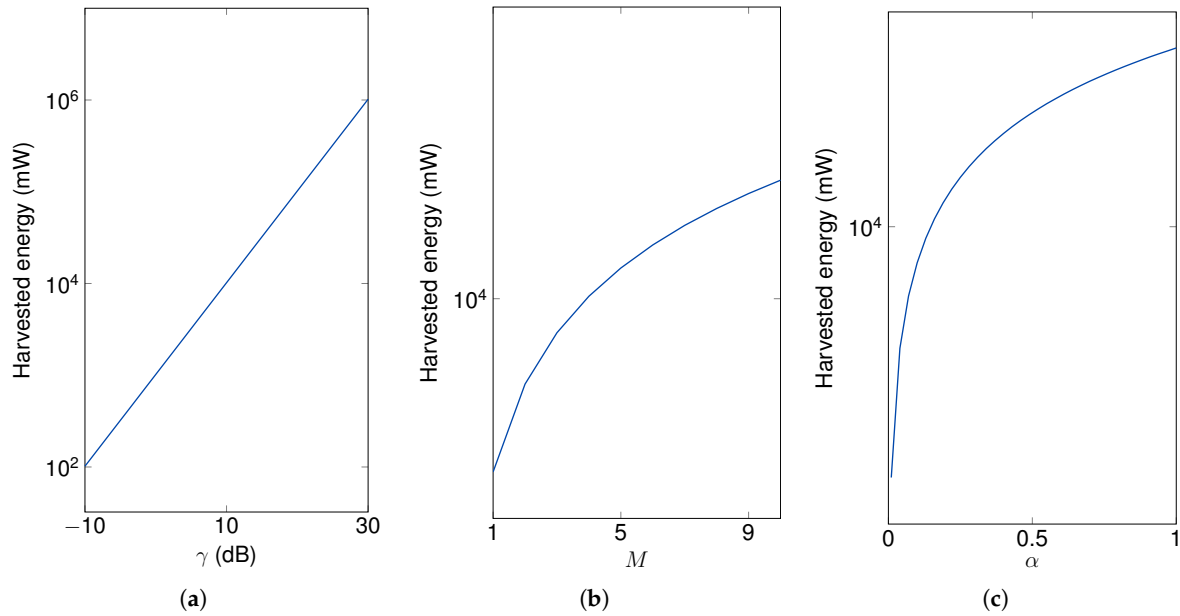 Harvested energy (mW)
10^6
10^4
10^2
−10
10
30
γ (dB)
(a)
Harvested energy (mW)
10^4
1
5
9
M
(b)
Harvested energy (mW)
10^4
0
0.5
1
α
(c)